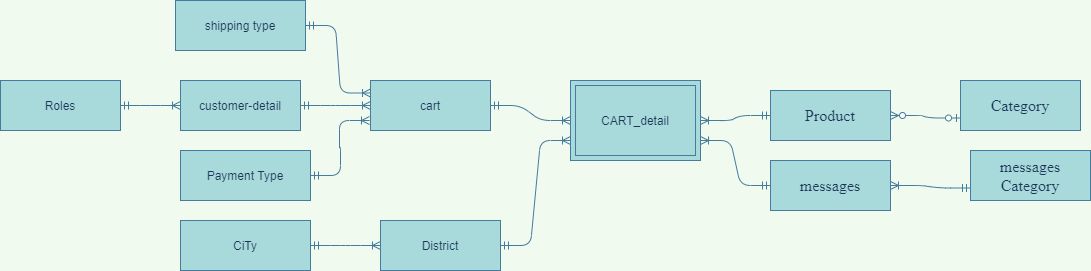 shipping type
Roles
customer-detail
cart
CART_detail
Product
Category
Payment Type
messages
messages
Category
CiTy
District